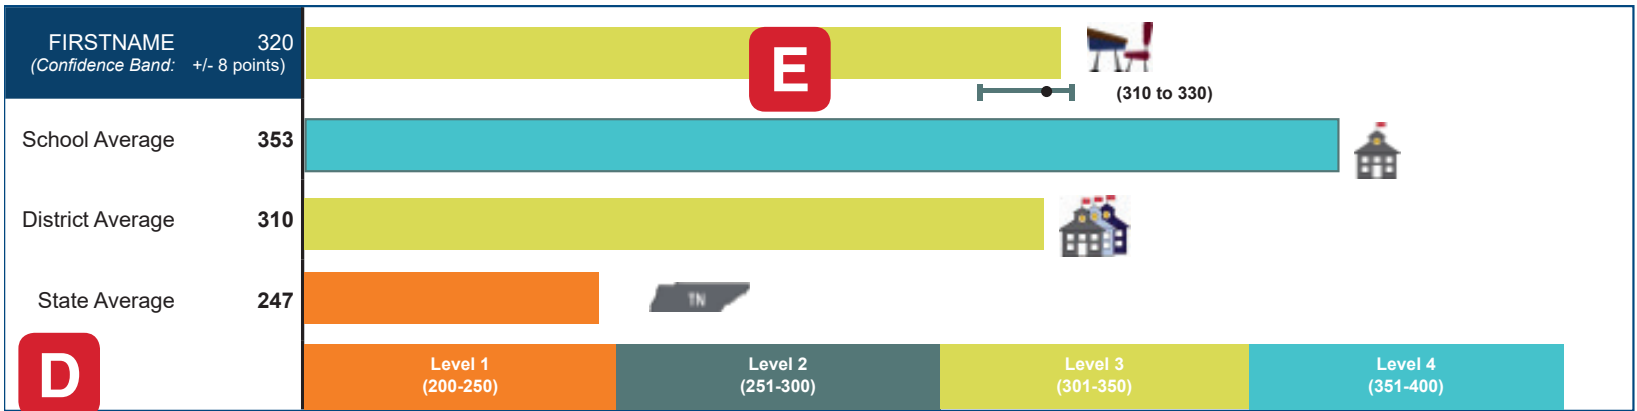 FIRSTNAME 320
(Confidence Band: +/- 8 points)
E
(310 to 330)
School Average 353
District Average 310
State Average 247
TN
D
Level 1 Level 2 Level 3 Level 4
(200-250) (251-300) (301-350) (351-400)